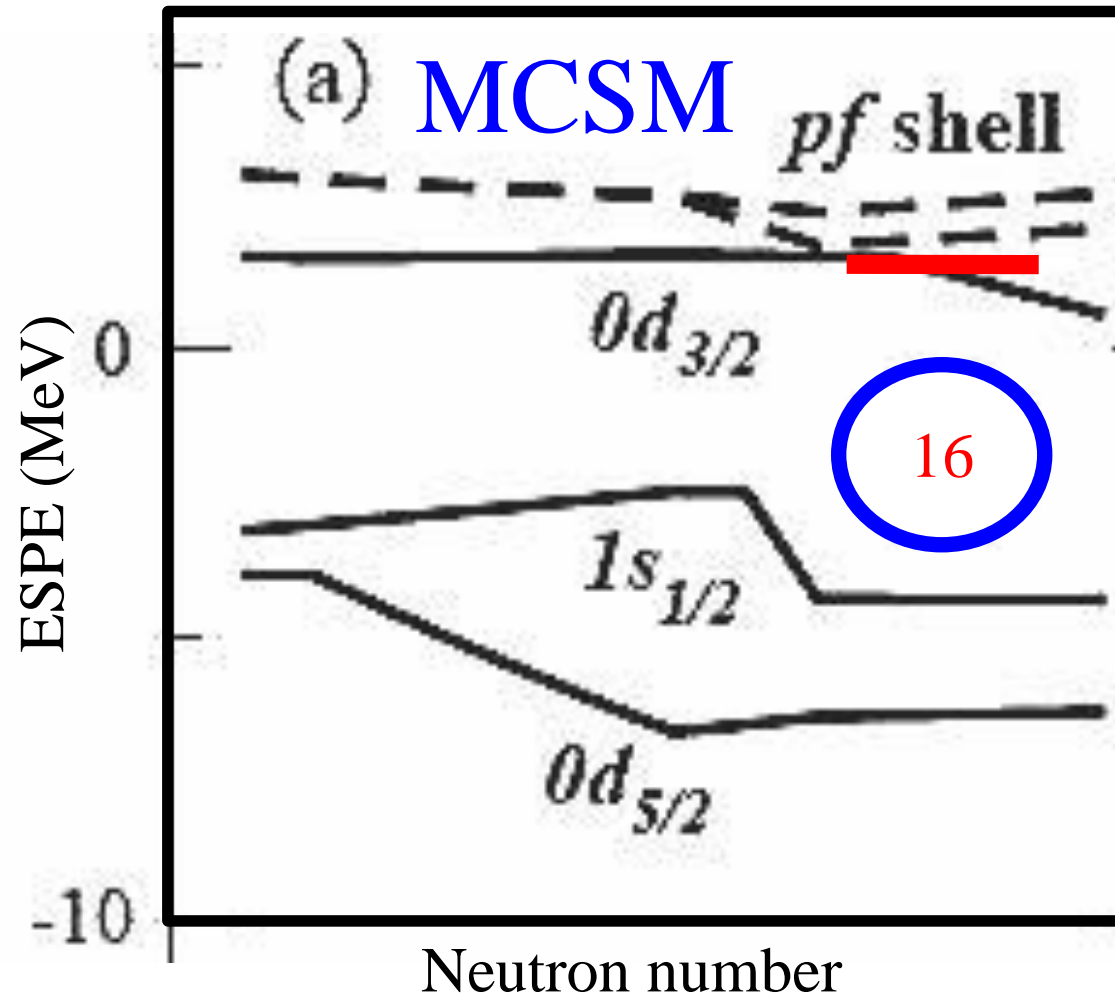 (a) MCSM
pf shell
0d3/2
0
16
1s1/2
0d5/2
-10
ESPE (MeV)
Neutron number